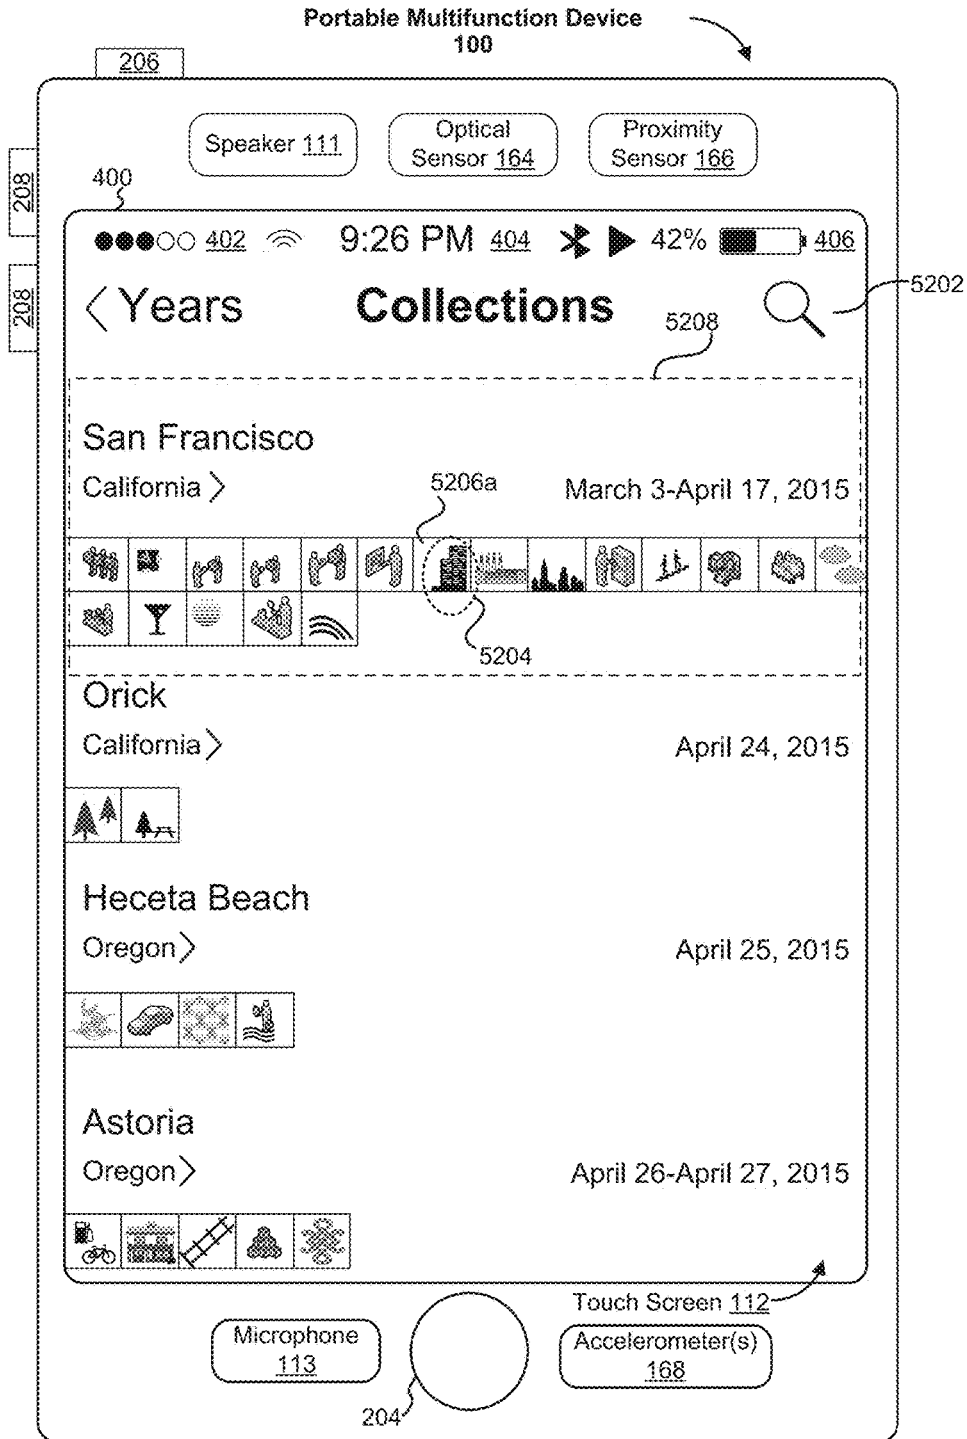 Portable Multifunction Device
100
206
Speaker 111
Optical
Sensor 164
Proximity
Sensor 166
208
400
402
9:26 PM 404
42%
406
208
Years
Collections
5202
5208
San Francisco
California
5206a
March 3-April 17, 2015
5204
Orick
California
April 24, 2015
Heceta Beach
Oregon
April 25, 2015
Astoria
Oregon
April 26-April 27, 2015
Touch Screen 112
Microphone
113
Accelerometer(s)
168
204